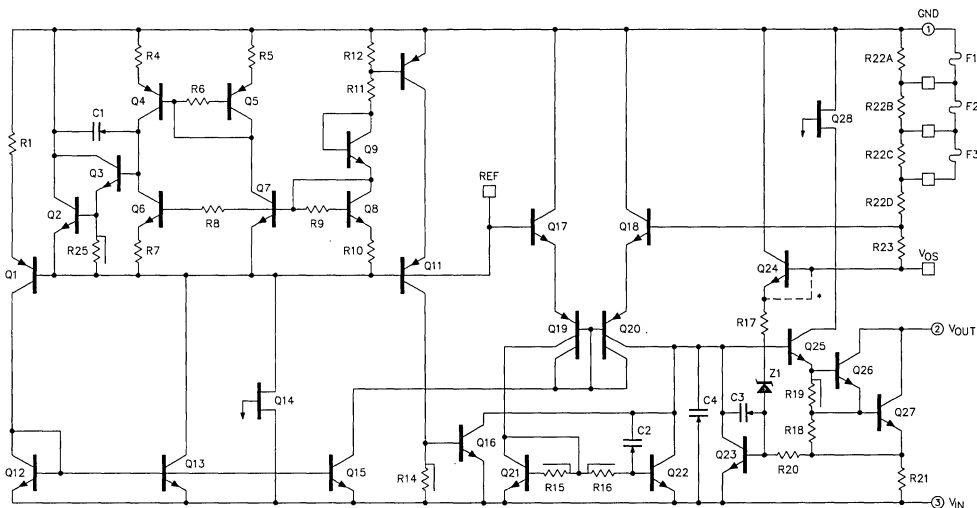 GND
1
R4
R5
R12
R22A
F1
R6
Q4
Q5
R11
C1
R22B
F2
R1
Q28
Q3
Q9
R22C
F3
REF
Q2
Q6
Q7
Q8
R22D
R8
R9
Q17
Q18
R25
R7
R10
R23
VOS
Q1
Q11
Q24
*
R17
Q19
Q20
2 VOUT
Q25
Q26
Z1
Q14
C4
C3
R19
Q27
C2
R18
Q16
Q12
Q13
Q15
R14
Q21
R15
R16
Q22
Q23
R20
R21
3 VIN